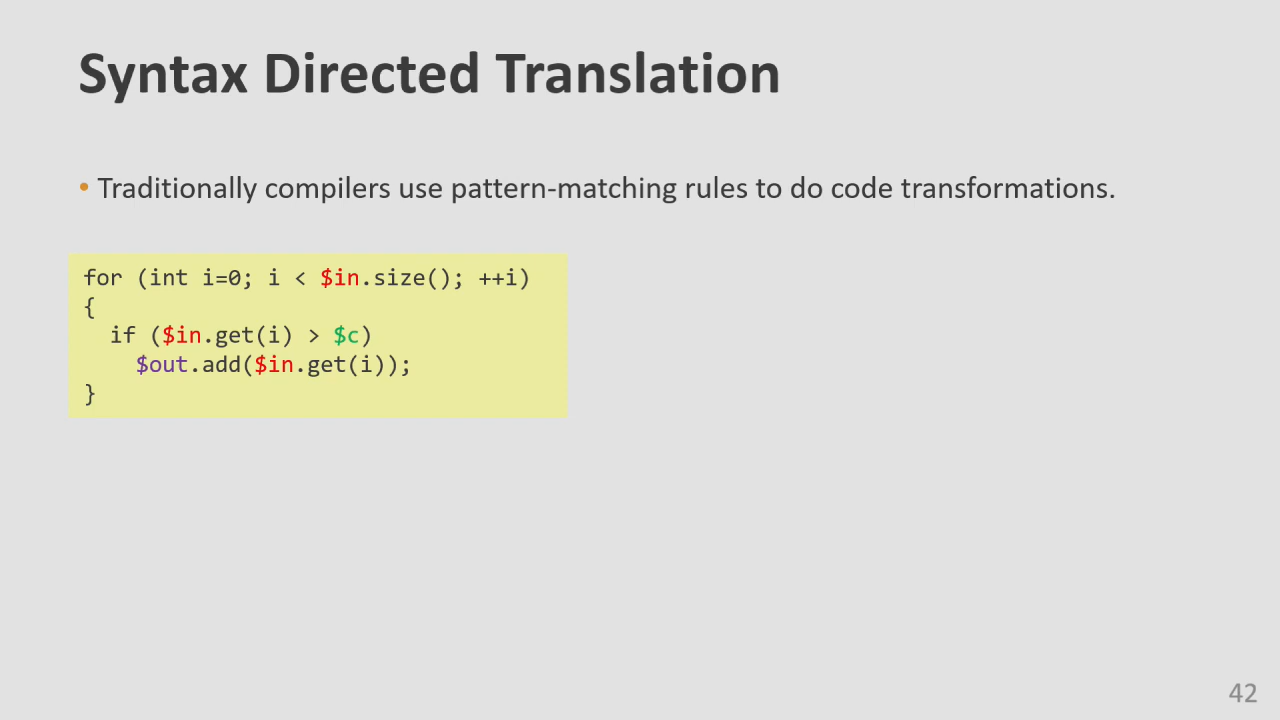 Syntax Directed Translation
• Traditionally compilers use pattern-matching rules to do code transformations.
for (int i=0; i < $in.size(); ++i)
{
  if ($in.get(i) > $c)
    $out.add($in.get(i));
}
42